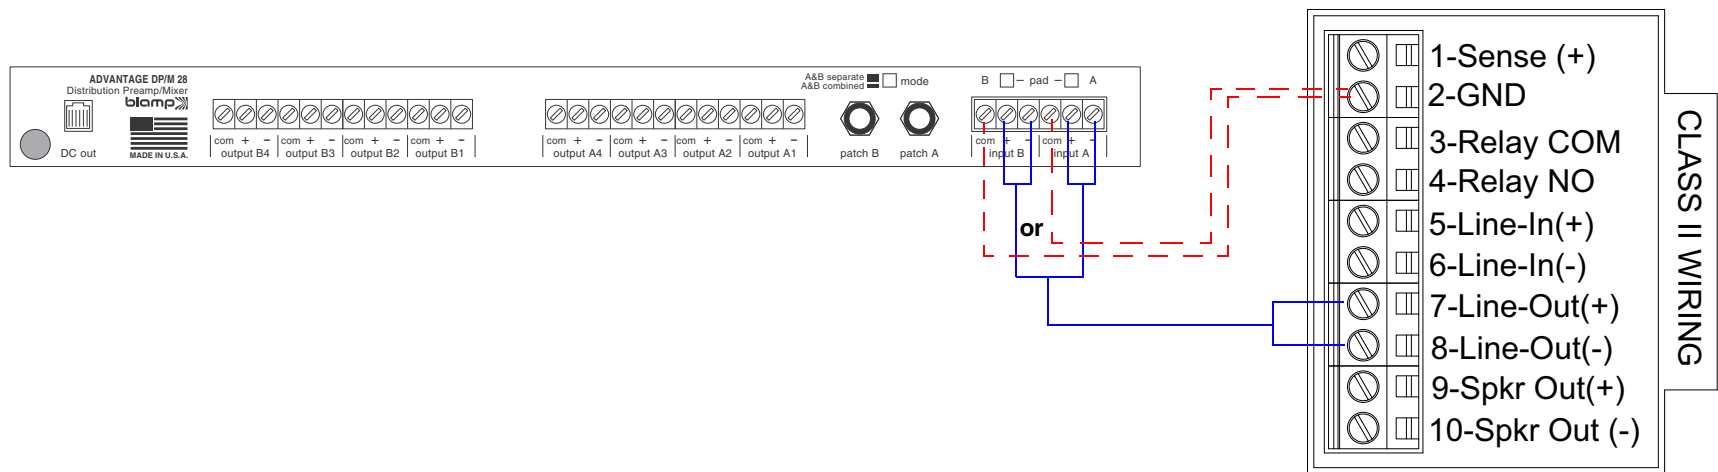 ADVANTAGE DP/M 28
Distribution Preamp/Mixer
biamp
DC out
MADE IN U.S.A.
com + - com + - com + - com + -
output B4 output B3 output B2 output B1
com + - com + - com + - com + -
output A4 output A3 output A2 output A1
A&B separate
A&B combined
mode
patch B patch A
B - pad - A
com + - com + -
input B input A
or
1-Sense (+)
2-GND
3-Relay COM
4-Relay NO
5-Line-In(+)
6-Line-In(-)
7-Line-Out(+)
8-Line-Out(-)
9-Spkr Out(+)
10-Spkr Out (-)
CLASS II WIRING